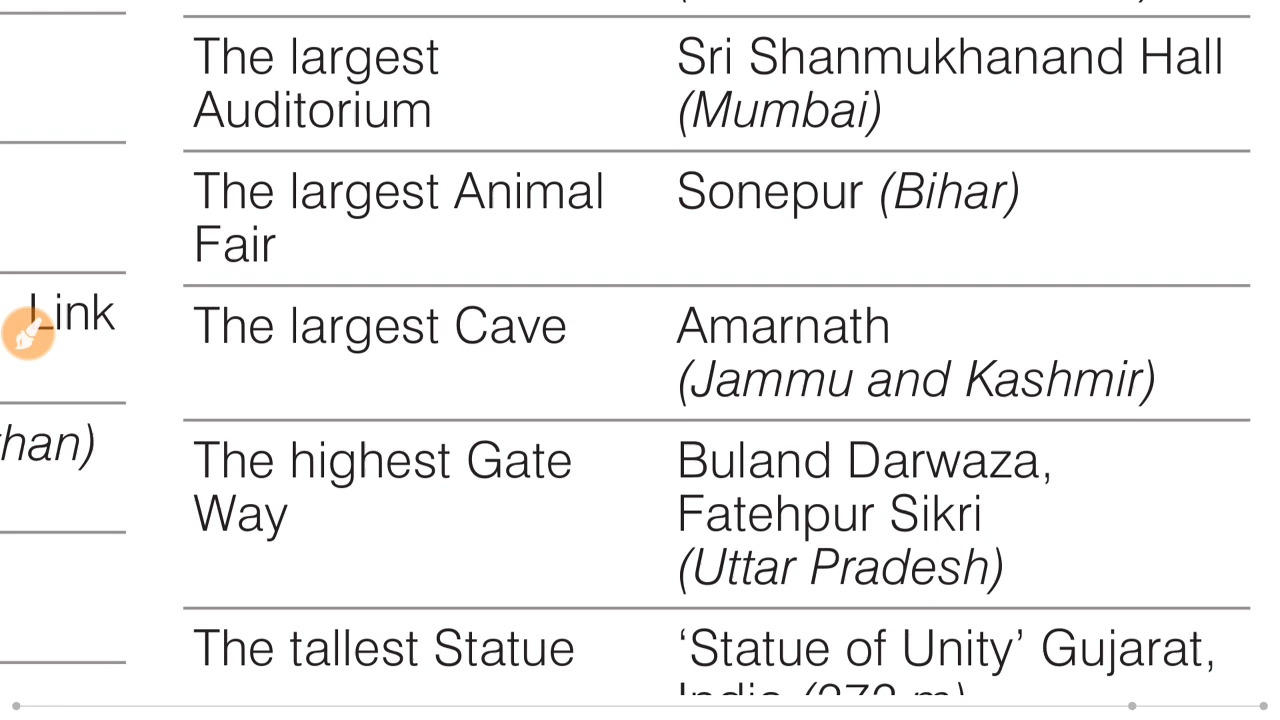 The largest
Auditorium
Sri Shanmukhanand Hall
(Mumbai)
The largest Animal
Fair
Sonepur (Bihar)
Link
The largest Cave
Amarnath
(Jammu and Kashmir)
han)
The highest Gate
Way
Buland Darwaza,
Fatehpur Sikri
(Uttar Pradesh)
The tallest Statue
‘Statue of Unity’ Gujarat,
India